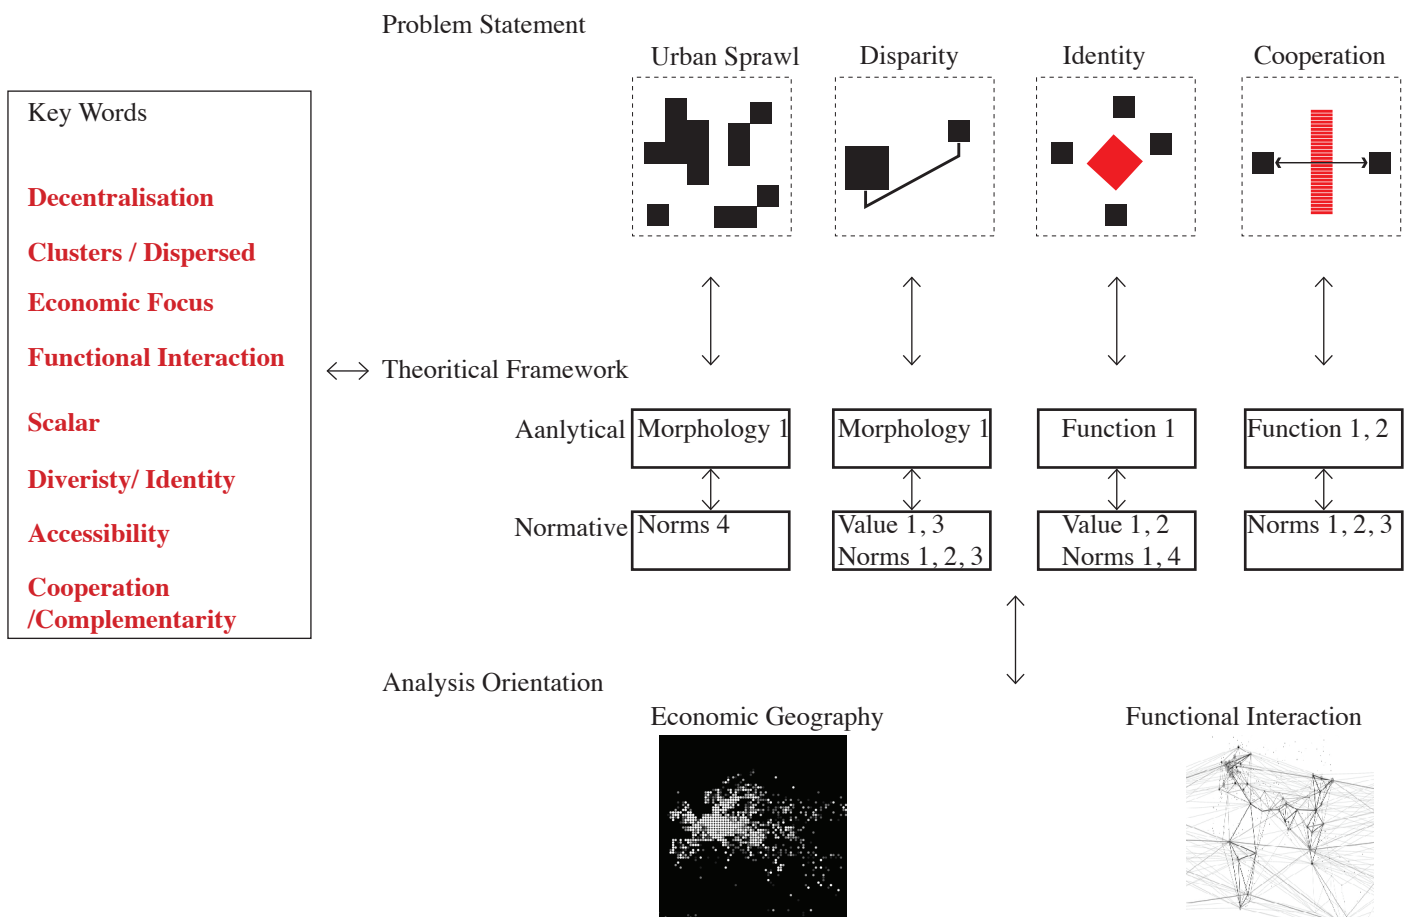 Problem Statement
Urban Sprawl
Disparity
Identity
Cooperation
Key Words
Decentralisation
Clusters / Dispersed
Economic Focus
Functional Interaction
Scalar
Diveristy/ Identity
Accessibility
Cooperation
/Complementarity
Theoritical Framework
Aanlytical
Morphology 1
Morphology 1
Function 1
Function 1, 2
Normative
Norms 4
Value 1, 3
Norms 1, 2, 3
Value 1, 2
Norms 1, 4
Norms 1, 2, 3
Analysis Orientation
Economic Geography
Functional Interaction